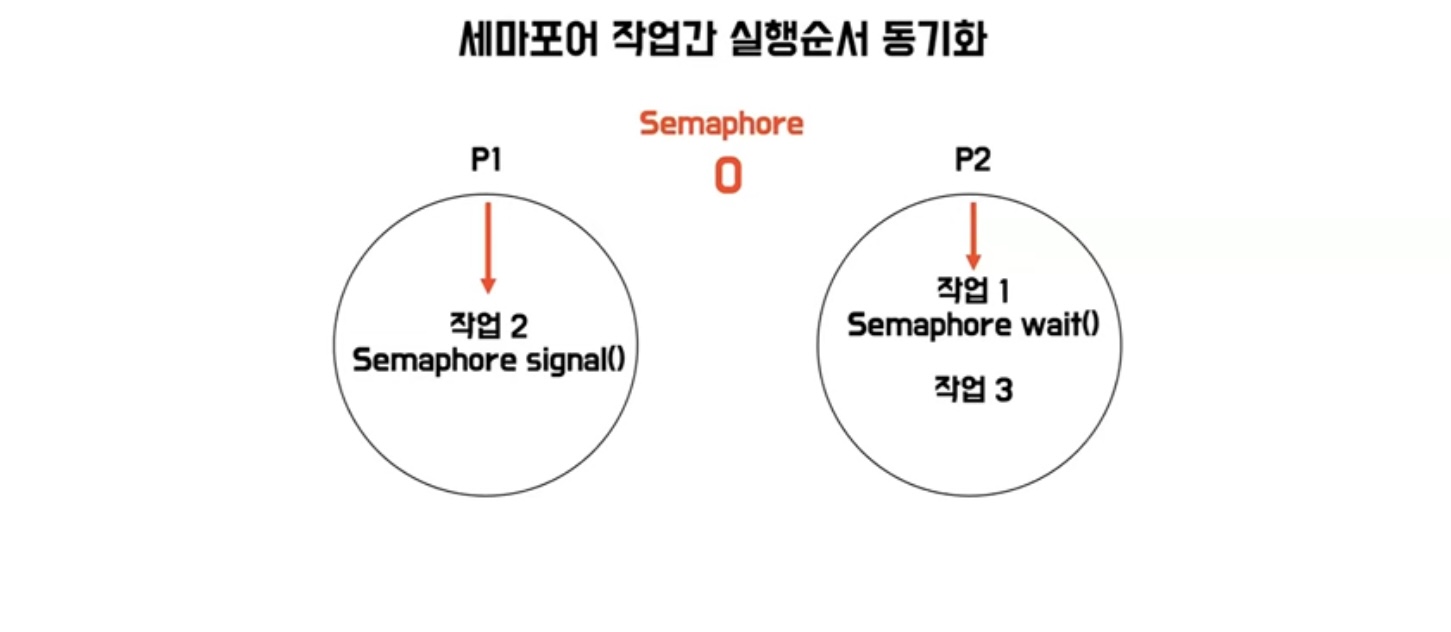 세마포어 작업간 실행순서 동기화
Semaphore
0
P1
작업 2
Semaphore signal()
P2
작업 1
Semaphore wait()
작업 3